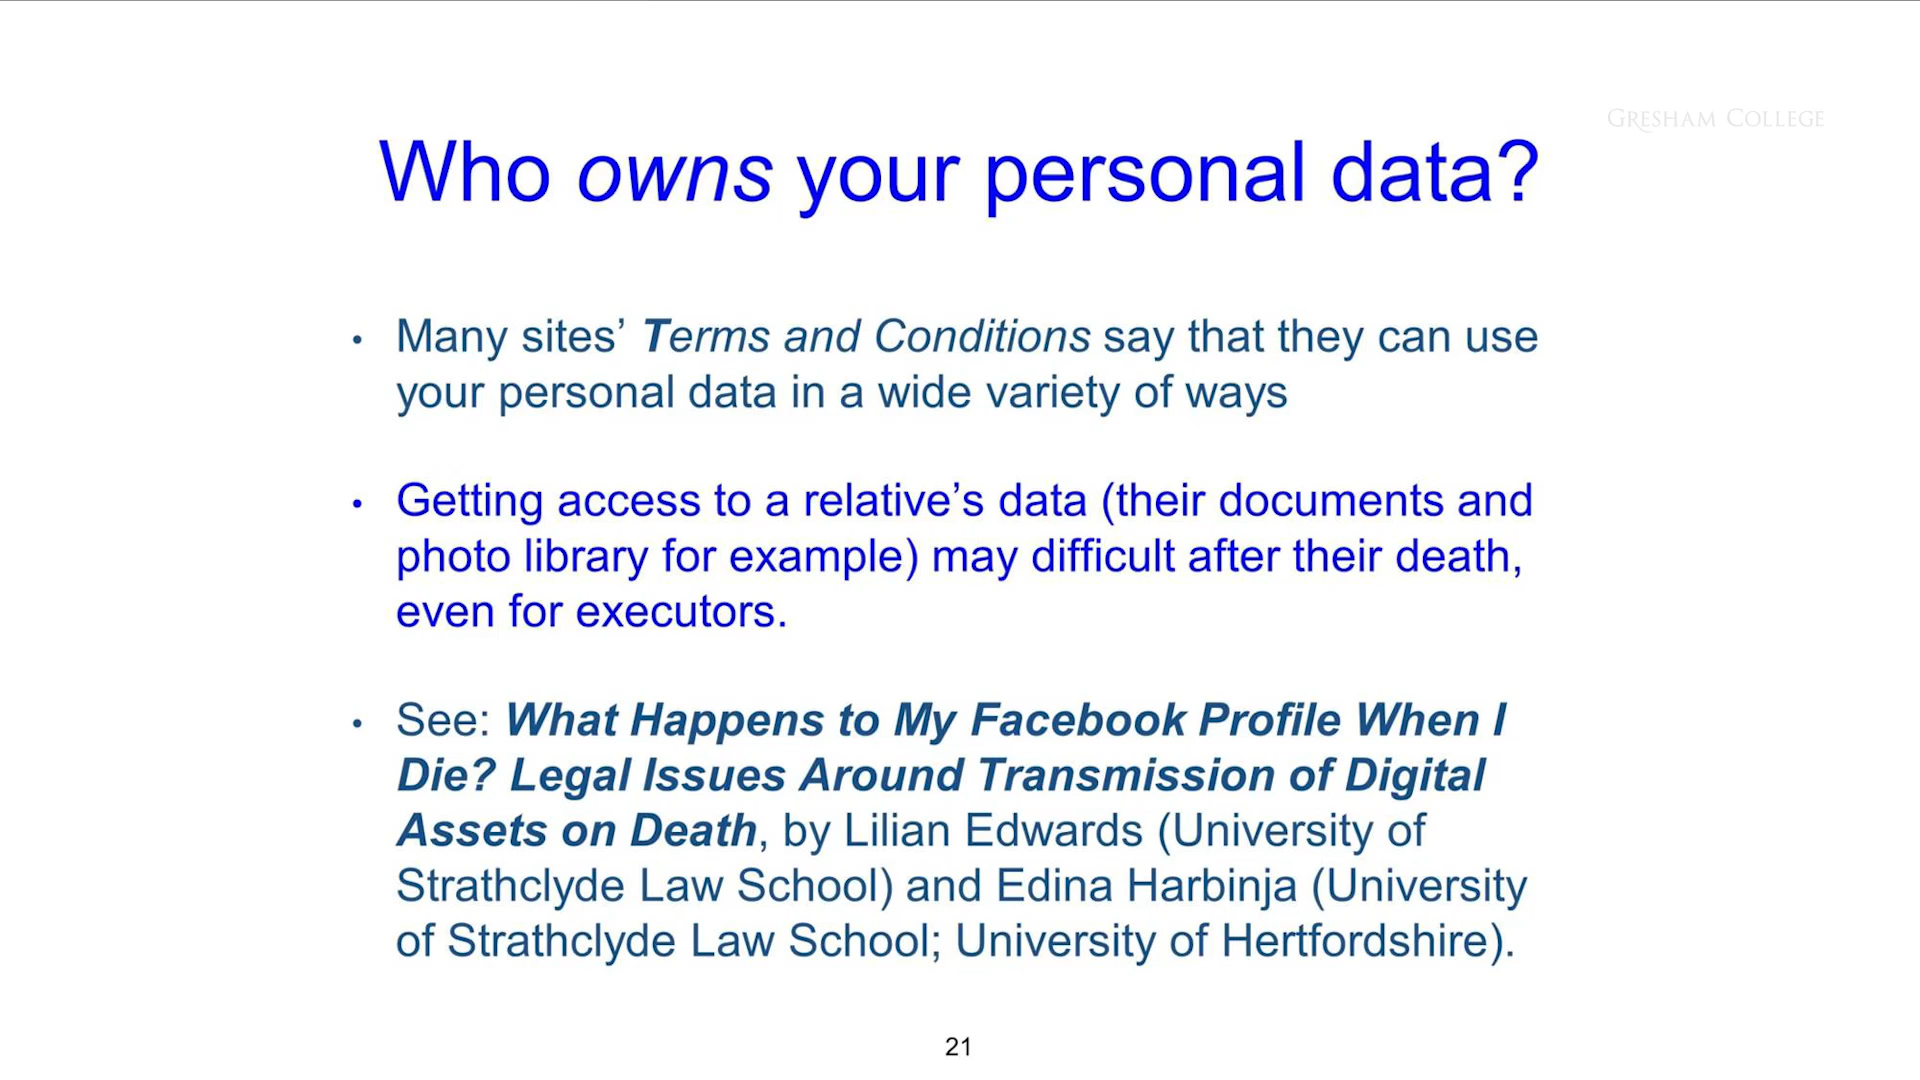 GRESHAM COLLEGE
Who owns your personal data?
• Many sites’ Terms and Conditions say that they can use
your personal data in a wide variety of ways
• Getting access to a relative’s data (their documents and
photo library for example) may difficult after their death,
even for executors.
• See: What Happens to My Facebook Profile When I
Die? Legal Issues Around Transmission of Digital
Assets on Death, by Lilian Edwards (University of
Strathclyde Law School) and Edina Harbinja (University
of Strathclyde Law School; University of Hertfordshire).
21